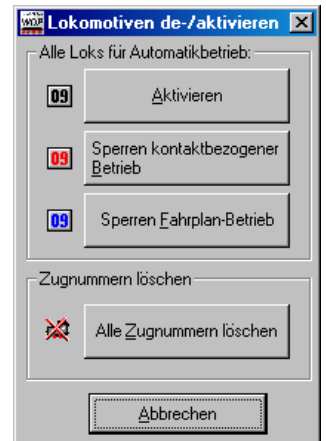 WDP
Lokomotiven de-/aktivieren
Alle Loks für Automatikbetrieb:
09
Aktivieren
09
Sperren kontaktbezogener
Betrieb
09
Sperren Fahrplan-Betrieb
Zugnummern löschen
Alle Zugnummern löschen
Abbrechen